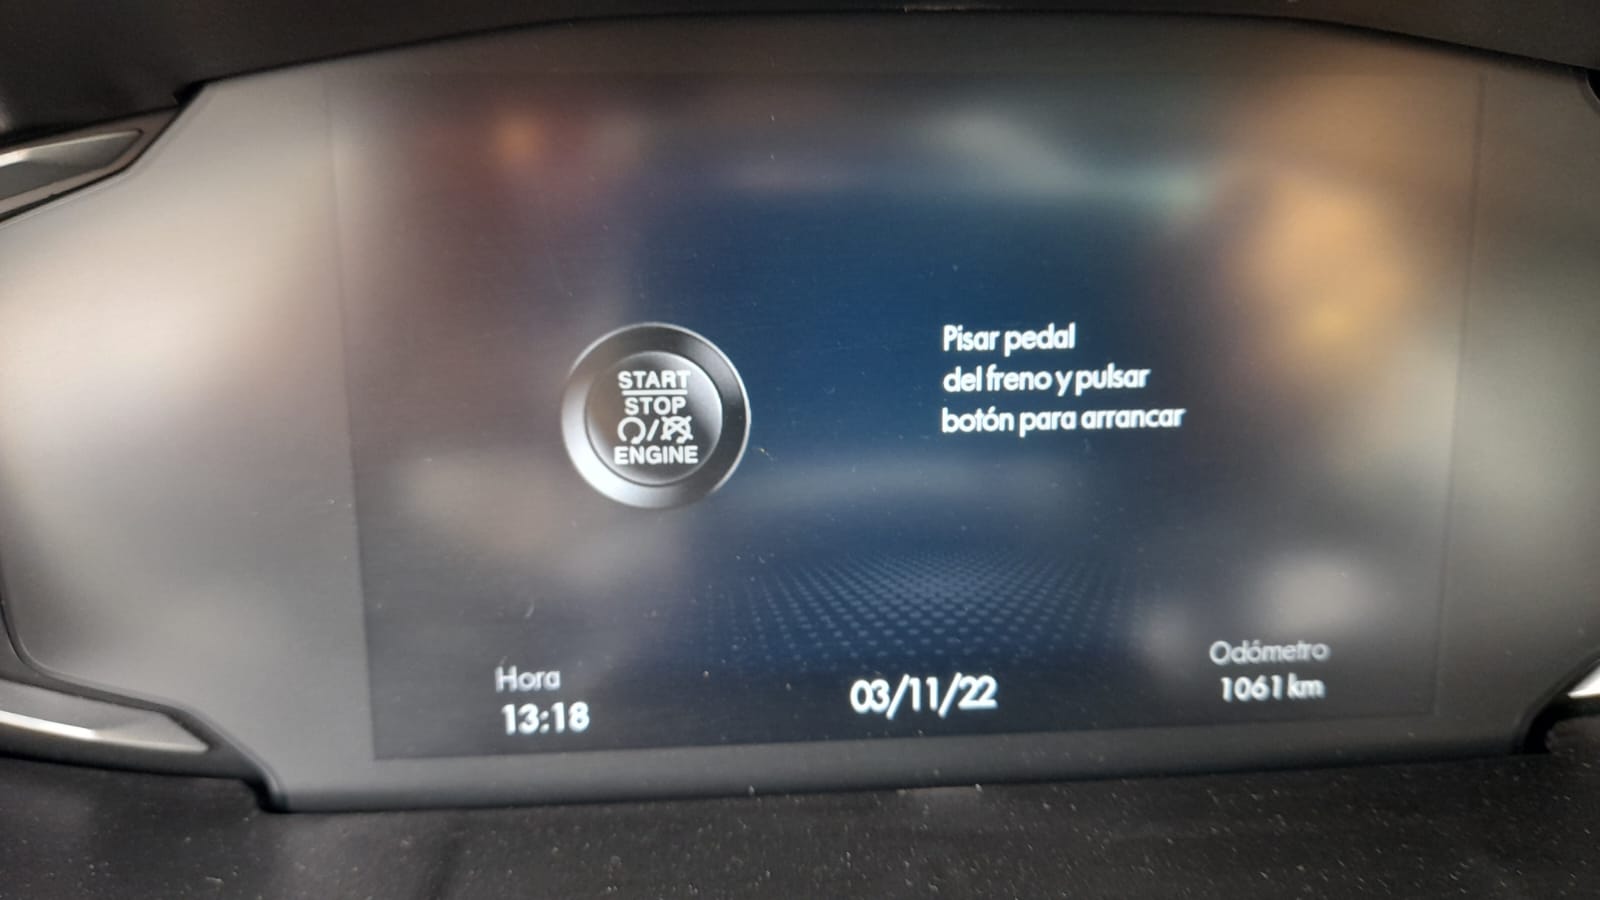 START
STOP
ENGINE
Pisar pedal
del freno y pulsar
botón para arrancar
Hora
13:18
03/11/22
Odómetro
1061 km